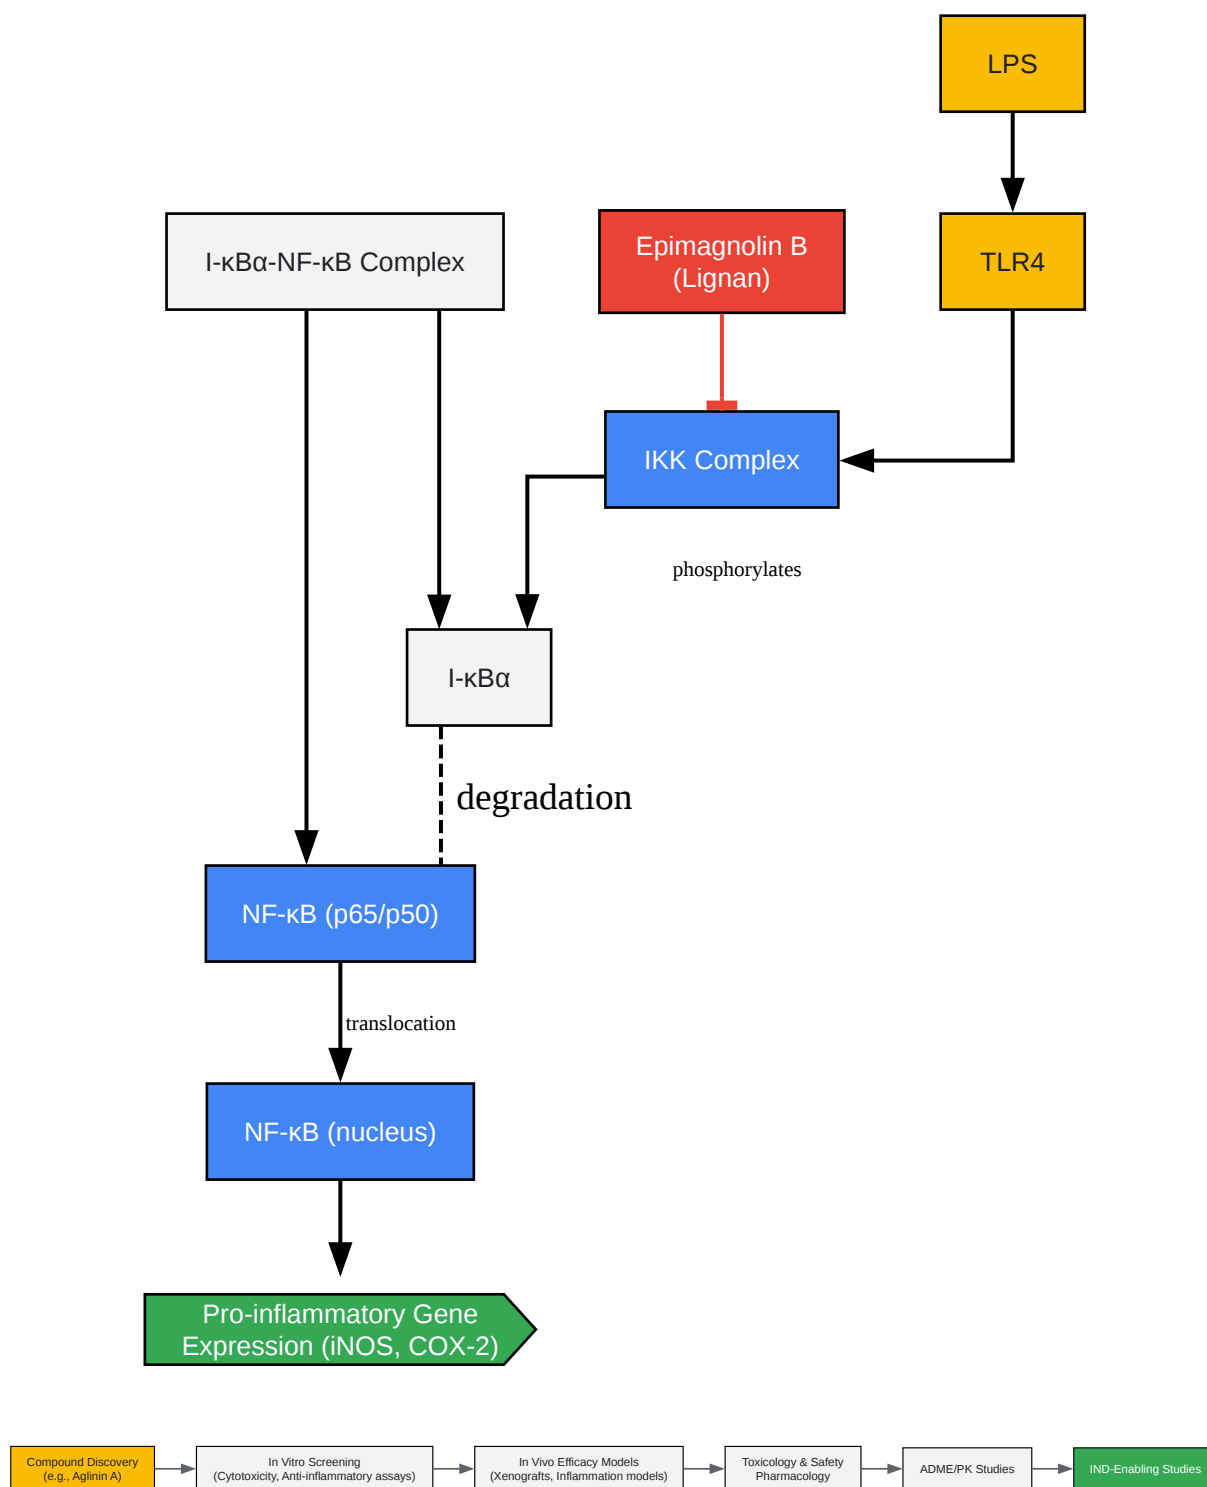 LPS
I-κBα-NF-κB Complex
Epimagnolin B
(Lignan)
TLR4
IKK Complex
phosphorylates
I-κBα
degradation
NF-κB (p65/p50)
translocation
NF-κB (nucleus)
Pro-inflammatory Gene
Expression (iNOS, COX-2)
Compound Discovery
(e.g., Aglinin A)
In Vitro Screening
(Cytotoxicity, Anti-inflammatory assays)
In Vivo Efficacy Models
(Xenografts, Inflammation models)
Toxicology & Safety
Pharmacology
ADME/PK Studies
IND-Enabling Studies